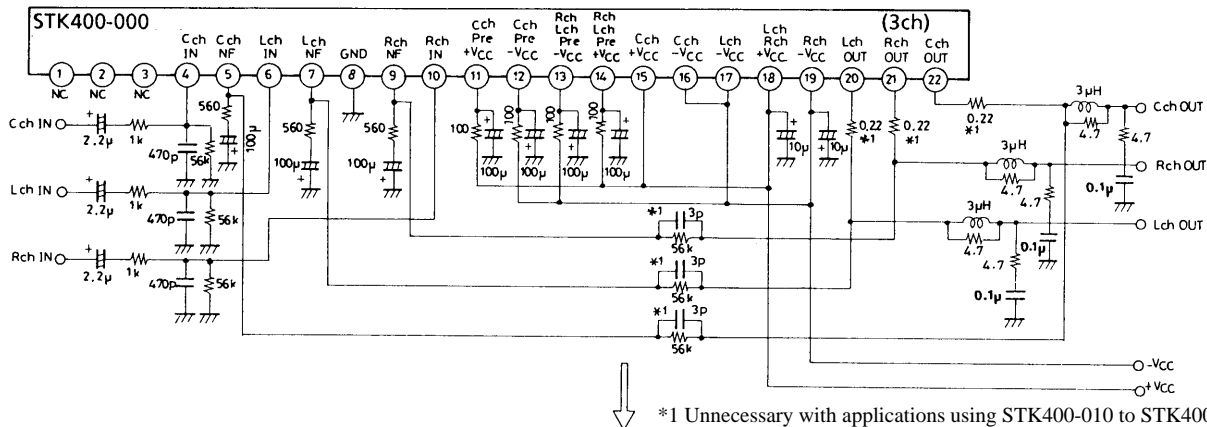 STK400-000
(3ch)
Cch IN
Cch NF
Lch IN
Lch NF
GND
Rch NF
Rch IN
Cch Pre +VCC
Cch Pre -VCC
Rch Lch Pre -VCC
Rch Lch Pre +VCC
Cch +VCC
Cch -VCC
Lch -VCC
Lch Rch +VCC
Rch -VCC
Lch OUT
Rch OUT
Cch OUT
1 2 3 4 5 6 7 8 9 10 11 12 13 14 15 16 17 18 19 20 21 22
NC NC NC
Cch IN
+
2.2μ
1k
470p
56k
560
100μ
+
Lch IN
+
2.2μ
1k
470p
56k
560
100μ
+
Rch IN
+
2.2μ
1k
470p
56k
560
100μ
+
100
+
100μ
100
+
100μ
100
+
100μ
100
+
100μ
+
10μ
+
10μ
0.22
*1
0.22
*1
0.22
*1
3μH
4.7
4.7
0.1μ
Cch OUT
3μH
4.7
4.7
0.1μ
Rch OUT
3μH
4.7
4.7
0.1μ
Lch OUT
*1 3p
56k
*1 3p
56k
*1 3p
56k
-VCC
+VCC
*1 Unnecessary with applications using STK400-010 to STK400